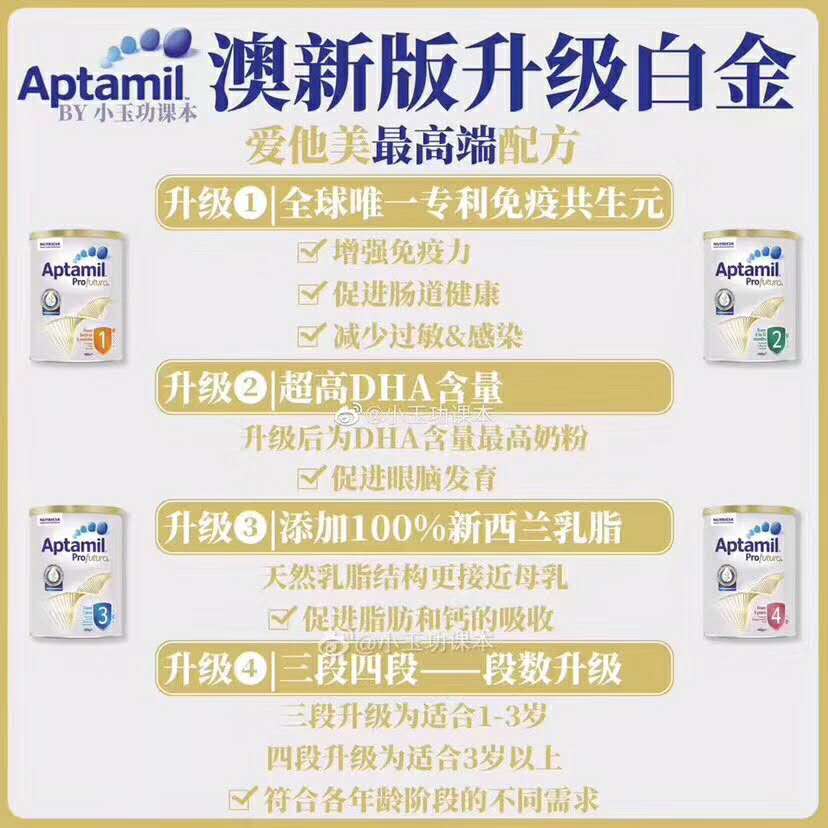 Aptamil
BY 小玉功课本
澳新版升级白金
爱他美最高端配方
升级❶|全球唯一专利免疫共生元
☑增强免疫力
☑促进肠道健康
☑减少过敏&感染
NUTRICIA
Aptamil
Profutura
1
NUTRICIA
Aptamil
Profutura
2
升级❷|超高DHA含量
@小玉功课本
升级后为DHA含量最高奶粉
☑促进眼脑发育
升级❸|添加100%新西兰乳脂
天然乳脂结构更接近母乳
☑促进脂肪和钙的吸收
@小玉功课本
NUTRICIA
Aptamil
Profutura
3
NUTRICIA
Aptamil
Profutura
4
升级❹|三段四段——段数升级
三段升级为适合1-3岁
四段升级为适合3岁以上
☑符合各年龄阶段的不同需求